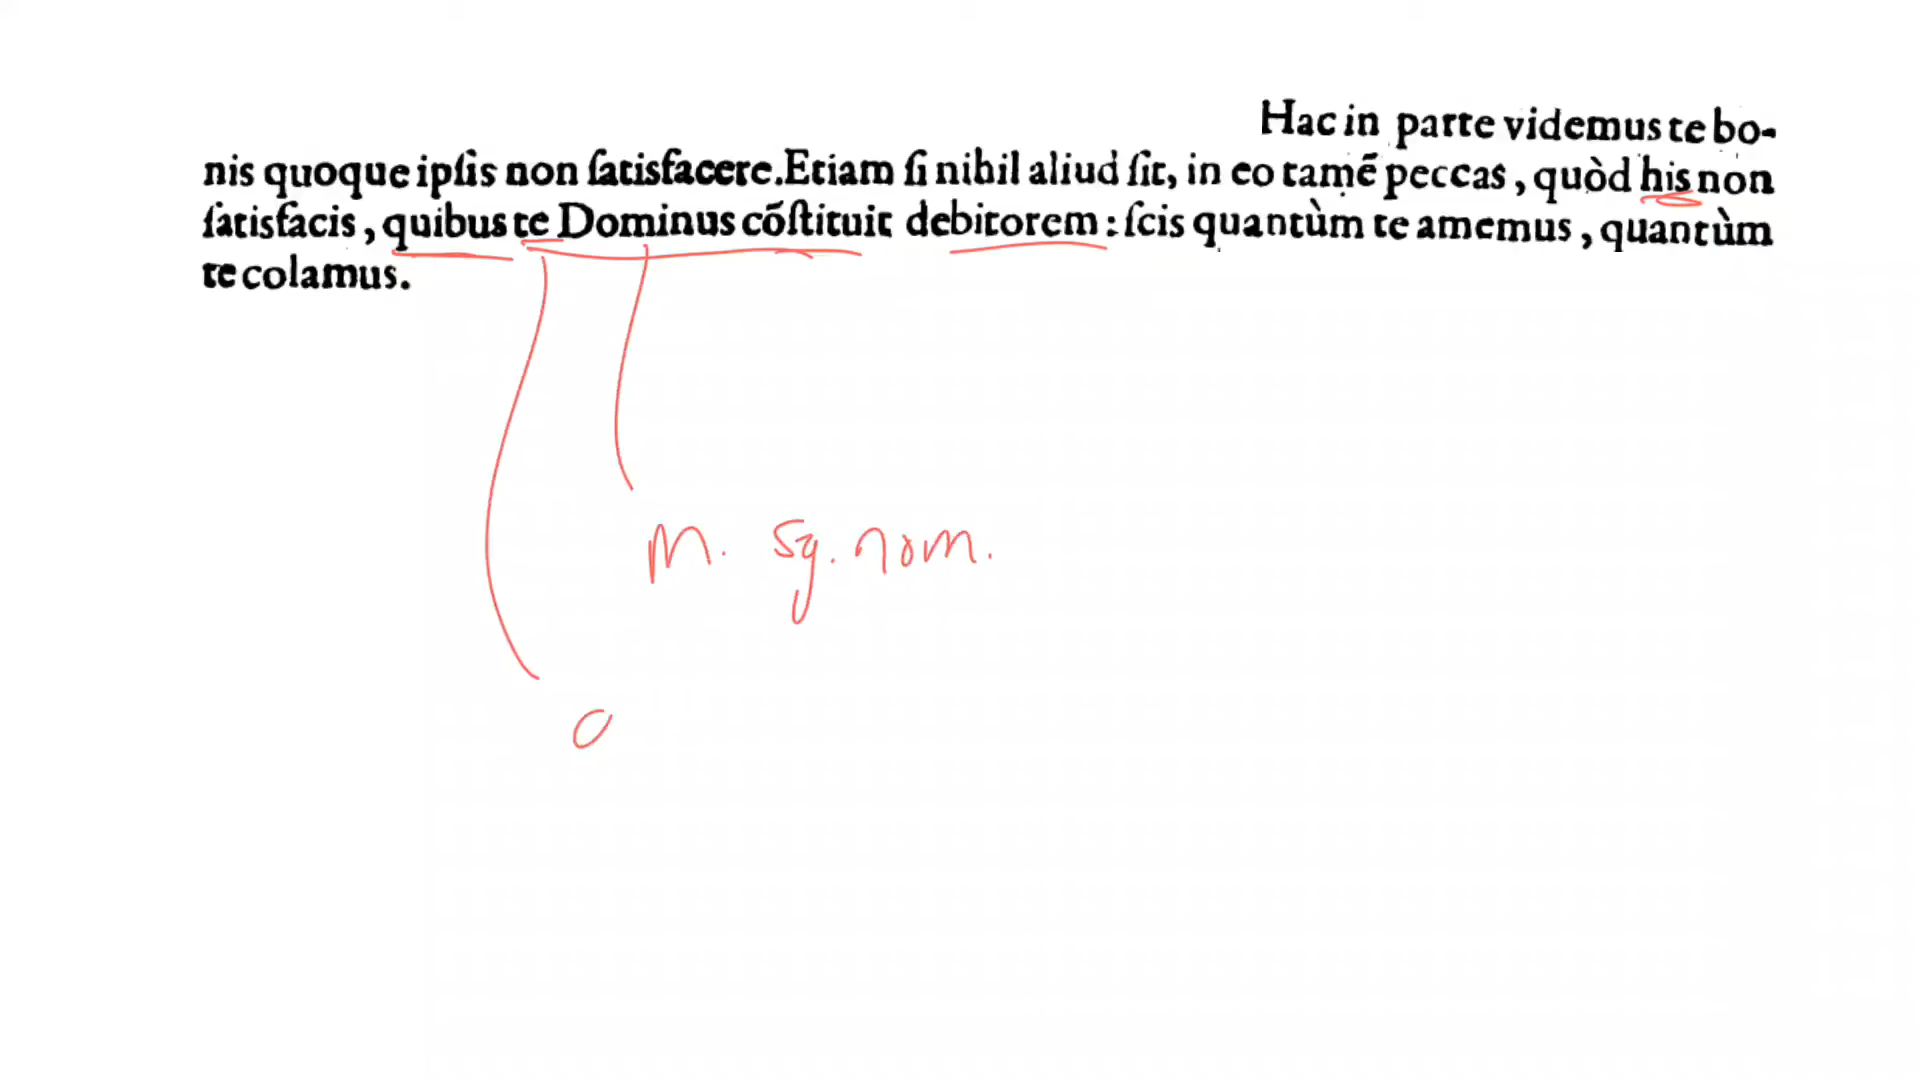 Hac in parte videmus te bo-
nis quoque ipſis non ſatisfacere. Etiam ſi nihil aliud ſit, in eo tamẽ peccas, quòd his non
ſatisfacis, quibus te Dominus cõſtituit debitorem: ſcis quantùm te amemus, quantùm
te colamus.
m. sg. nom.